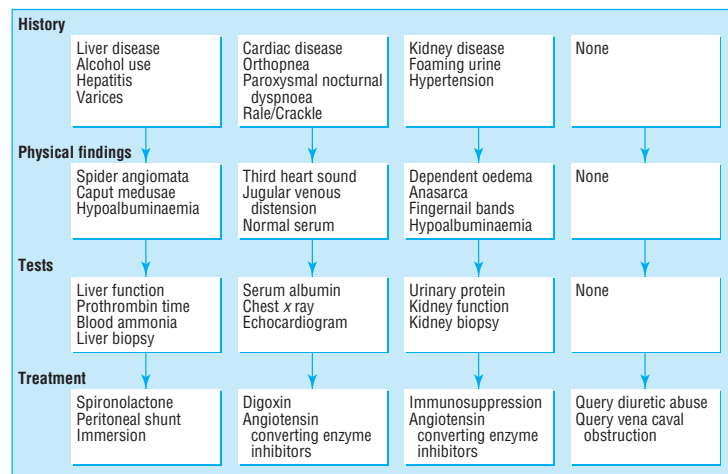 History
Liver disease
Alcohol use
Hepatitis
Varices
Cardiac disease
Orthopnea
Paroxysmal nocturnal
dyspnoea
Rale/Crackle
Kidney disease
Foaming urine
Hypertension
None
Physical findings
Spider angiomata
Caput medusae
Hypoalbuminaemia
Third heart sound
Jugular venous
distension
Normal serum
Dependent oedema
Anasarca
Fingernail bands
Hypoalbuminaemia
None
Tests
Liver function
Prothrombin time
Blood ammonia
Liver biopsy
Serum albumin
Chest x ray
Echocardiogram
Urinary protein
Kidney function
Kidney biopsy
None
Treatment
Spironolactone
Peritoneal shunt
Immersion
Digoxin
Angiotensin
converting enzyme
inhibitors
Immunosuppression
Angiotensin
converting enzyme
inhibitors
Query diuretic abuse
Query vena caval
obstruction